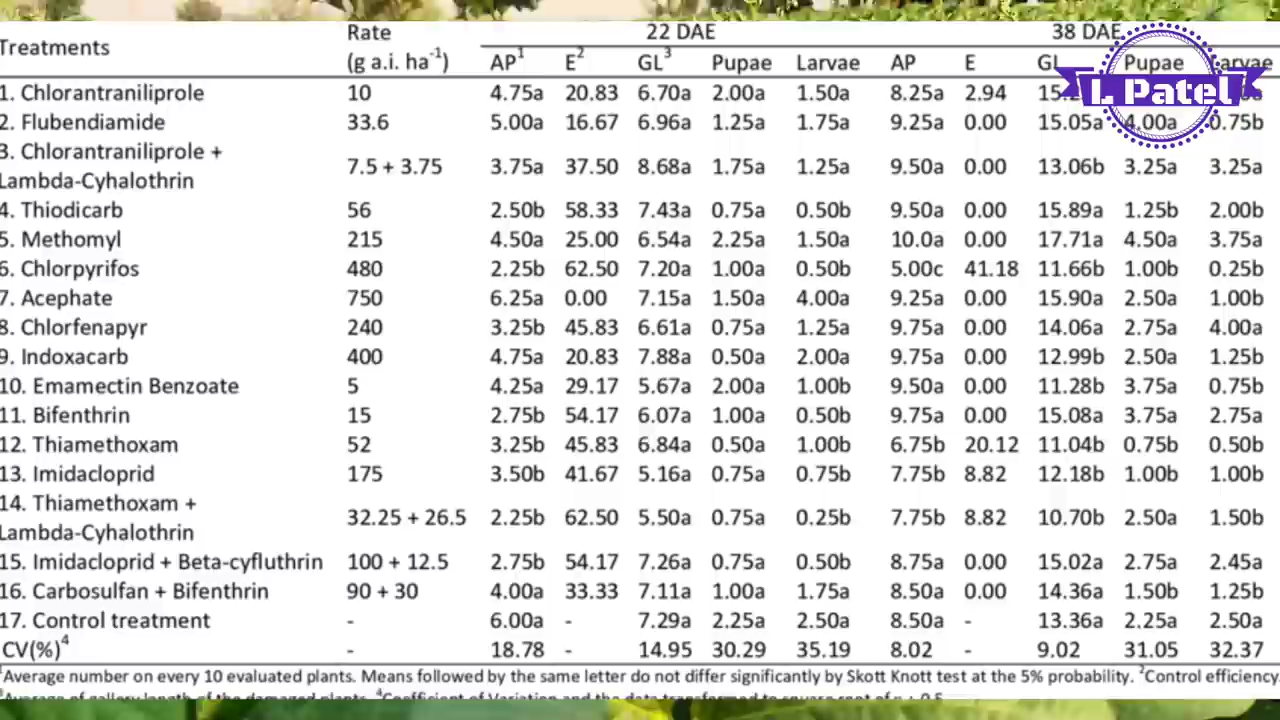 Treatments Rate (g a.i. ha-1) 22 DAE 38 DAE
AP1 E2 GL3 Pupae Larvae AP E GL Pupae Larvae
1. Chlorantraniliprole 10 4.75a 20.83 6.70a 2.00a 1.50a 8.25a 2.94
2. Flubendiamide 33.6 5.00a 16.67 6.96a 1.25a 1.75a 9.25a 0.00 15.05a 4.00a 0.75b
L Patel
3. Chlorantraniliprole +
Lambda-Cyhalothrin 7.5 + 3.75 3.75a 37.50 8.68a 1.75a 1.25a 9.50a 0.00 13.06b 3.25a 3.25a
4. Thiodicarb 56 2.50b 58.33 7.43a 0.75a 0.50b 9.50a 0.00 15.89a 1.25b 2.00b
5. Methomyl 215 4.50a 25.00 6.54a 2.25a 1.50a 10.0a 0.00 17.71a 4.50a 3.75a
6. Chlorpyrifos 480 2.25b 62.50 7.20a 1.00a 0.50b 5.00c 41.18 11.66b 1.00b 0.25b
7. Acephate 750 6.25a 0.00 7.15a 1.50a 4.00a 9.25a 0.00 15.90a 2.50a 1.00b
8. Chlorfenapyr 240 3.25b 45.83 6.61a 0.75a 1.25a 9.75a 0.00 14.06a 2.75a 4.00a
9. Indoxacarb 400 4.75a 20.83 7.88a 0.50a 2.00a 9.75a 0.00 12.99b 2.50a 1.25b
10. Emamectin Benzoate 5 4.25a 29.17 5.67a 2.00a 1.00b 9.50a 0.00 11.28b 3.75a 0.75b
11. Bifenthrin 15 2.75b 54.17 6.07a 1.00a 0.50b 9.75a 0.00 15.08a 3.75a 2.75a
12. Thiamethoxam 52 3.25b 45.83 6.84a 0.50a 1.00b 6.75b 20.12 11.04b 0.75b 0.50b
13. Imidacloprid 175 3.50b 41.67 5.16a 0.75a 0.75b 7.75b 8.82 12.18b 1.00b 1.00b
14. Thiamethoxam +
Lambda-Cyhalothrin 32.25 + 26.5 2.25b 62.50 5.50a 0.75a 0.25b 7.75b 8.82 10.70b 2.50a 1.50b
15. Imidacloprid + Beta-cyfluthrin 100 + 12.5 2.75b 54.17 7.26a 0.75a 0.50b 8.75a 0.00 15.02a 2.75a 2.45a
16. Carbosulfan + Bifenthrin 90 + 30 4.00a 33.33 7.11a 1.00a 1.75a 8.50a 0.00 14.36a 1.50b 1.25b
17. Control treatment - 6.00a - 7.29a 2.25a 2.50a 8.50a - 13.36a 2.25a 2.50a
CV(%)4 - 18.78 - 14.95 30.29 35.19 8.02 - 9.02 31.05 32.37
1Average number on every 10 evaluated plants. Means followed by the same letter do not differ significantly by Skott Knott test at the 5% probability. 2Control efficiency.